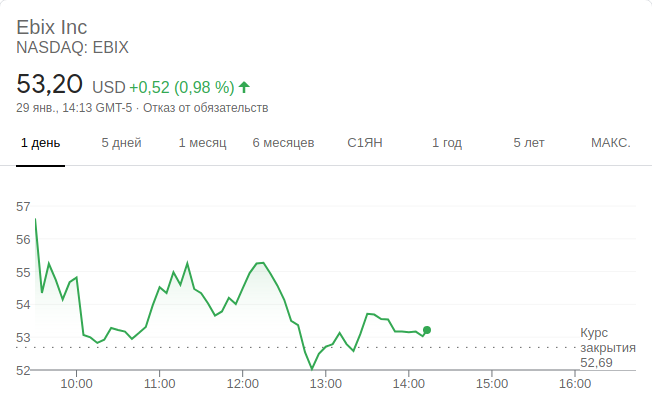 Ebix Inc
NASDAQ: EBIX
53,20 USD +0,52 (0,98 %)
29 янв., 14:13 GMT-5 · Отказ от обязательств
1 день 5 дней 1 месяц 6 месяцев С1ЯН 1 год 5 лет МАКС.
57
56
55
54
53
52
Курс
закрытия
52,69
10:00 11:00 12:00 13:00 14:00 15:00 16:00